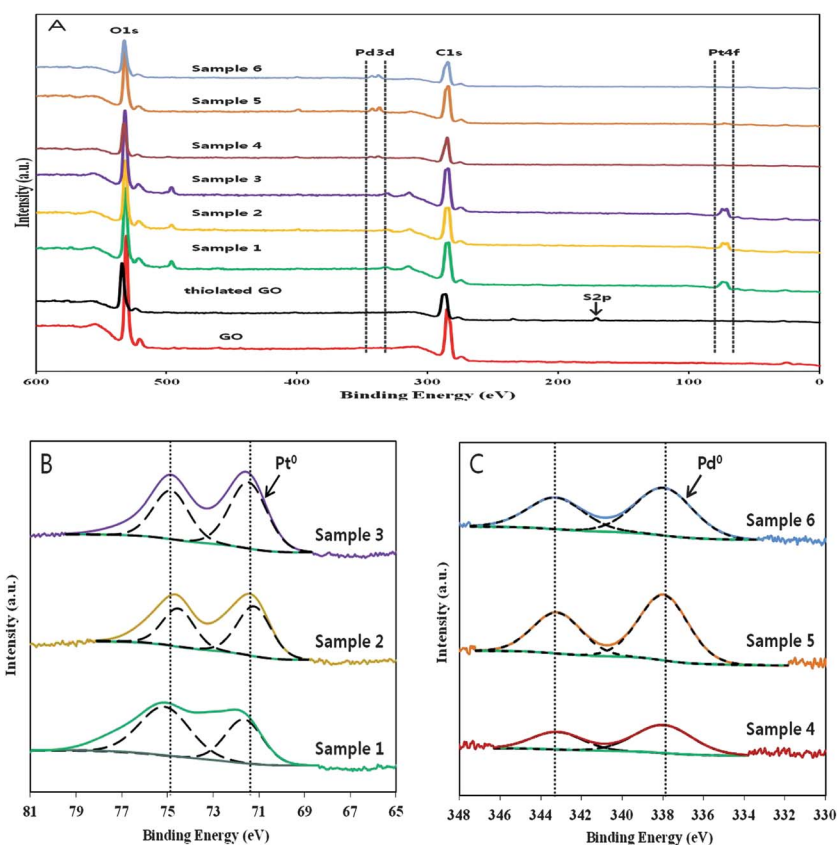 A
O1s
Pd3d
C1s
Pt4f
Sample 6
Sample 5
Sample 4
Sample 3
Sample 2
Sample 1
thiolated GO
S2p
GO
Intensity (a.u.)
600 500 400 300 200 100 0
Binding Energy (eV)
B
Pt⁰
Sample 3
Sample 2
Sample 1
Intensity (a.u.)
81 79 77 75 73 71 69 67 65
Binding Energy (eV)
C
Pd⁰
Sample 6
Sample 5
Sample 4
Intensity (a.u.)
348 346 344 342 340 338 336 334 332 330
Binding Energy (eV)